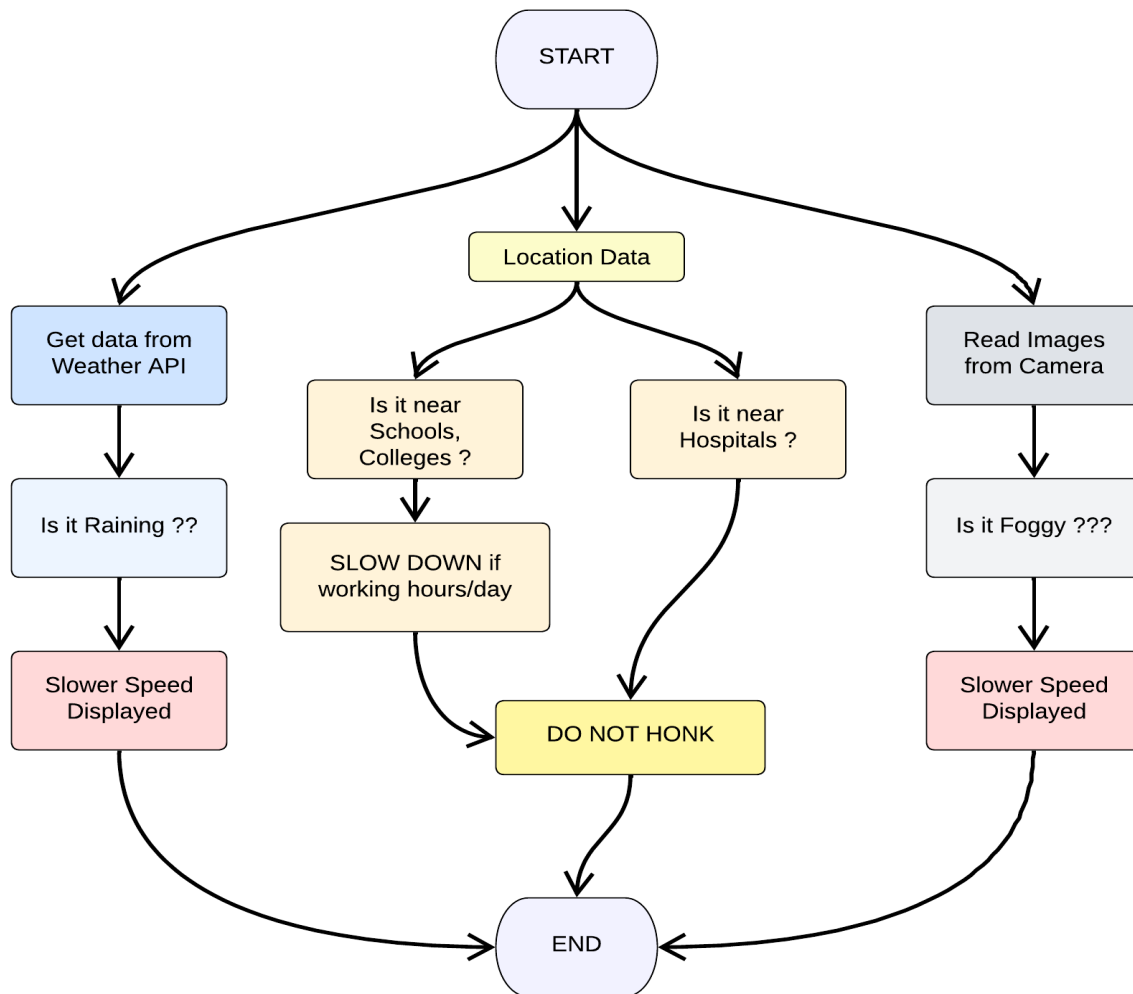 START
Location Data
Get data from
Weather API
Read Images
from Camera
Is it near
Schools,
Colleges ?
Is it near
Hospitals ?
Is it Raining ??
SLOW DOWN if
working hours/day
Is it Foggy ???
Slower Speed
Displayed
DO NOT HONK
Slower Speed
Displayed
END